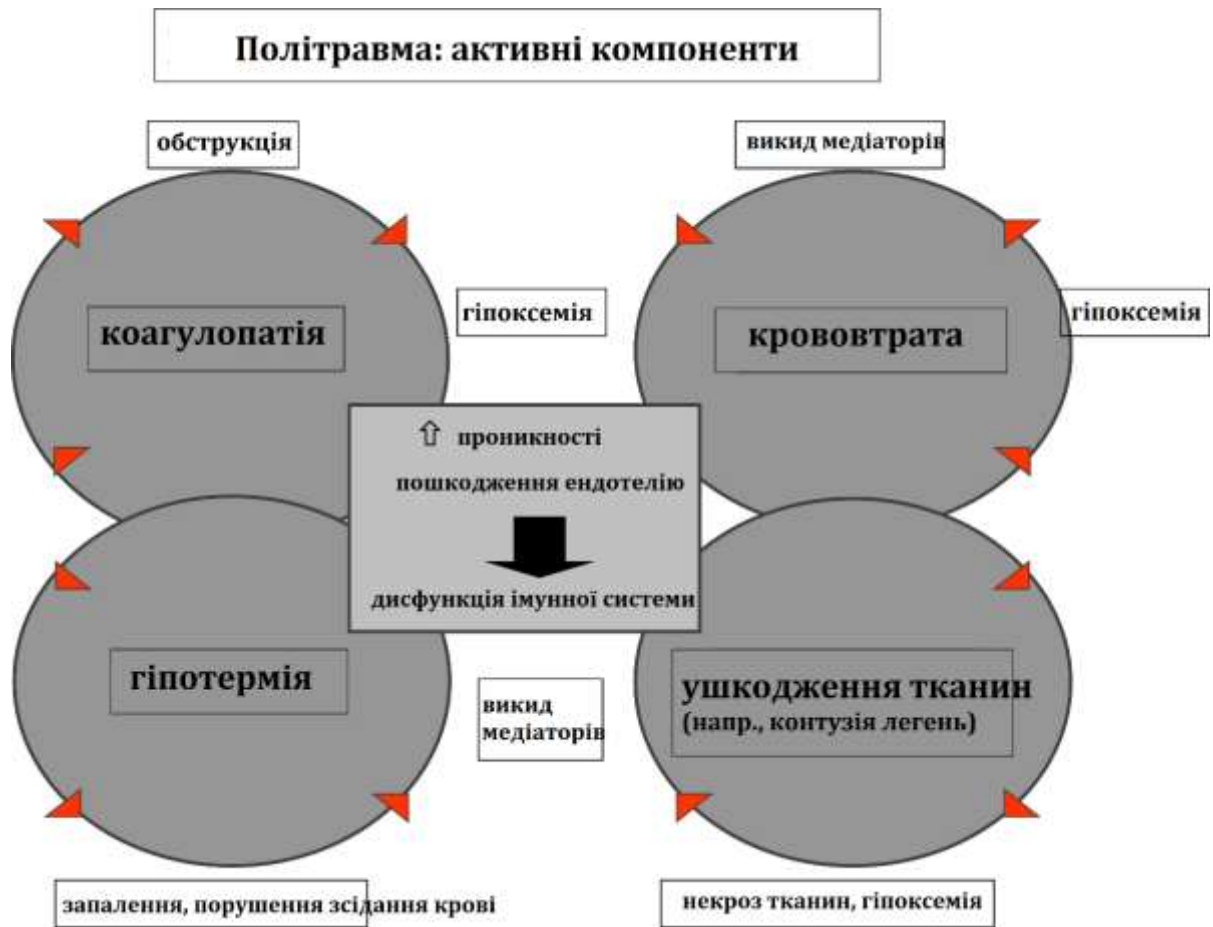 Політравма: активні компоненти
обструкція
викид медіаторів
гіпоксемія
гіпоксемія
коагулопатія
крововтрата
⇧ проникності
пошкодження ендотелію
дисфункція імунної системи
гіпотермія
викид
медіаторів
ушкодження тканин
(напр., контузія легень)
запалення, порушення зсідання крові
некроз тканин, гіпоксемія